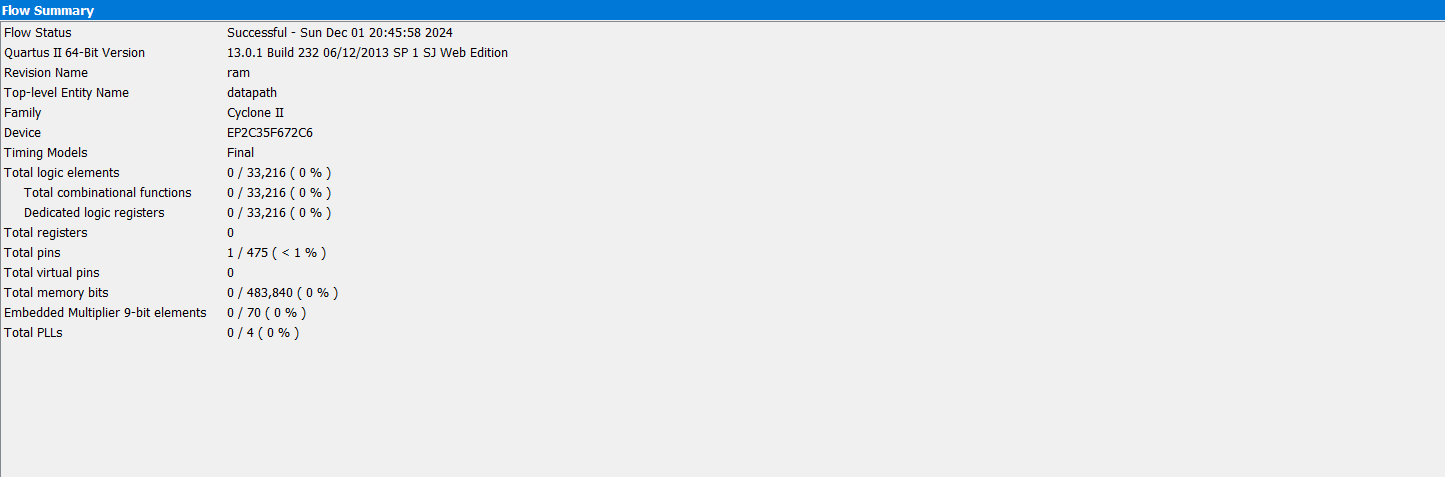 Flow Summary
Flow Status Successful - Sun Dec 01 20:45:58 2024
Quartus II 64-Bit Version 13.0.1 Build 232 06/12/2013 SP 1 SJ Web Edition
Revision Name ram
Top-level Entity Name datapath
Family Cyclone II
Device EP2C35F672C6
Timing Models Final
Total logic elements 0 / 33,216 ( 0 % )
Total combinational functions 0 / 33,216 ( 0 % )
Dedicated logic registers 0 / 33,216 ( 0 % )
Total registers 0
Total pins 1 / 475 ( < 1 % )
Total virtual pins 0
Total memory bits 0 / 483,840 ( 0 % )
Embedded Multiplier 9-bit elements 0 / 70 ( 0 % )
Total PLLs 0 / 4 ( 0 % )